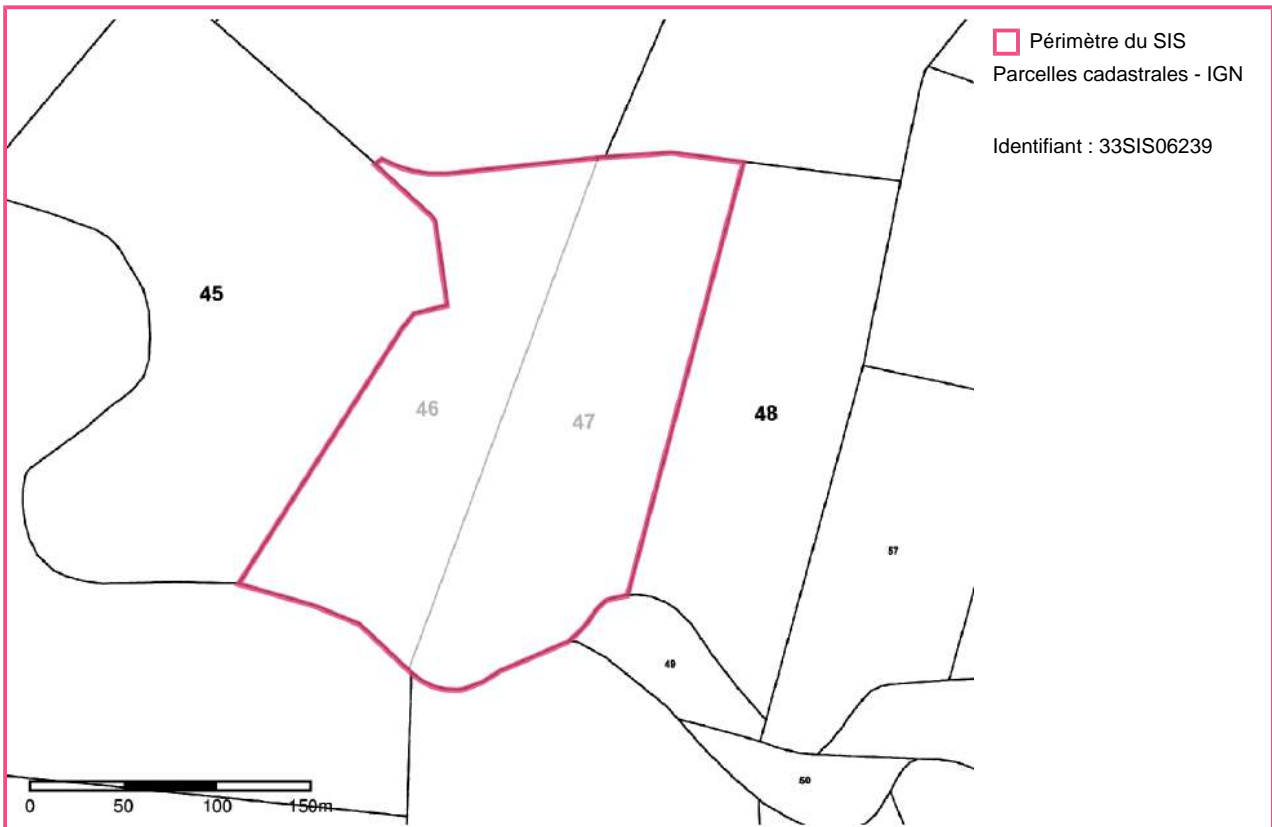 Périmètre du SIS
Parcelles cadastrales - IGN
Identifiant : 33SIS06239
45
46
47
48
57
49
50
0 50 100 150m